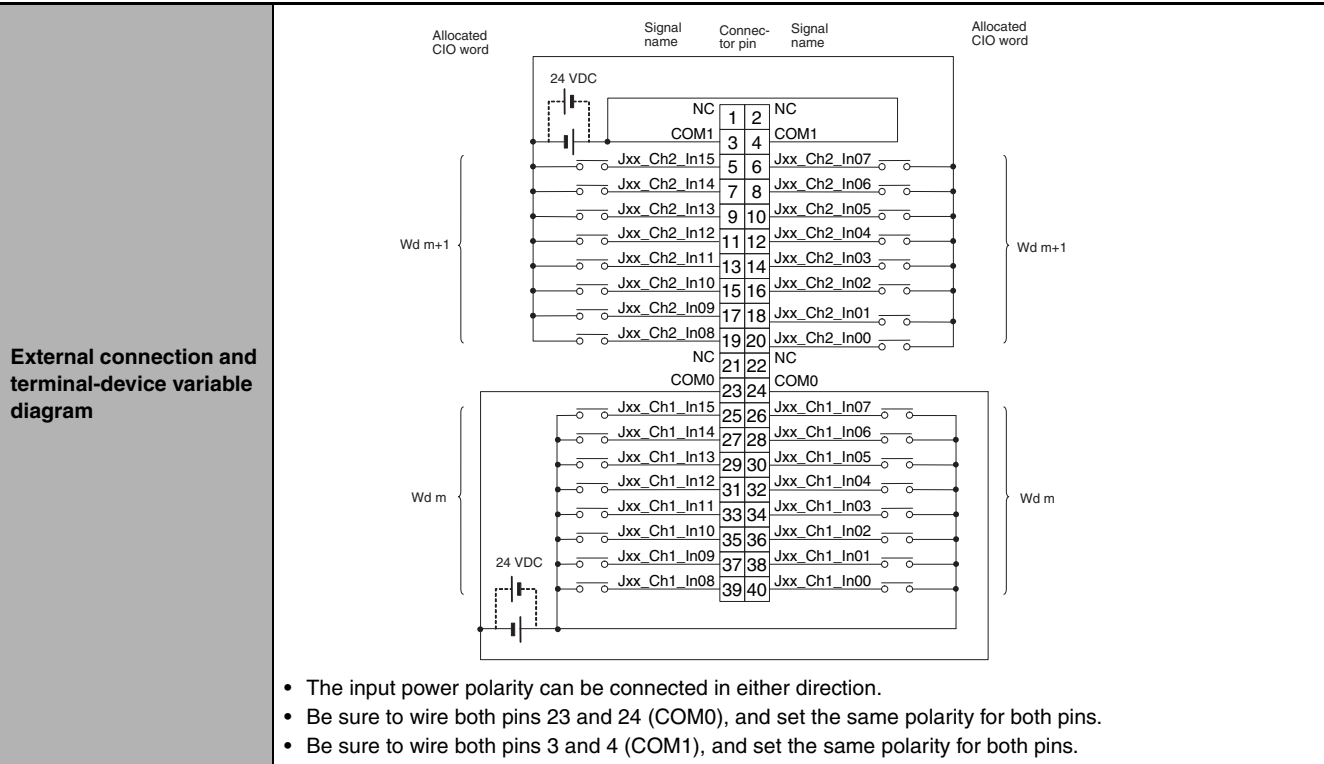 External connection and
terminal-device variable
diagram
Allocated
CIO word
Signal
name
Connec-
tor pin
Signal
name
Allocated
CIO word
24 VDC
NC 1 2 NC
COM1 3 4 COM1
Jxx_Ch2_In15 5 6 Jxx_Ch2_In07
Jxx_Ch2_In14 7 8 Jxx_Ch2_In06
Jxx_Ch2_In13 9 10 Jxx_Ch2_In05
Wd m+1 Jxx_Ch2_In12 11 12 Jxx_Ch2_In04 Wd m+1
Jxx_Ch2_In11 13 14 Jxx_Ch2_In03
Jxx_Ch2_In10 15 16 Jxx_Ch2_In02
Jxx_Ch2_In09 17 18 Jxx_Ch2_In01
Jxx_Ch2_In08 19 20 Jxx_Ch2_In00
NC 21 22 NC
COM0 23 24 COM0
Jxx_Ch1_In15 25 26 Jxx_Ch1_In07
Jxx_Ch1_In14 27 28 Jxx_Ch1_In06
Jxx_Ch1_In13 29 30 Jxx_Ch1_In05
Wd m Jxx_Ch1_In12 31 32 Jxx_Ch1_In04 Wd m
Jxx_Ch1_In11 33 34 Jxx_Ch1_In03
Jxx_Ch1_In10 35 36 Jxx_Ch1_In02
24 VDC Jxx_Ch1_In09 37 38 Jxx_Ch1_In01
Jxx_Ch1_In08 39 40 Jxx_Ch1_In00
• The input power polarity can be connected in either direction.
• Be sure to wire both pins 23 and 24 (COM0), and set the same polarity for both pins.
• Be sure to wire both pins 3 and 4 (COM1), and set the same polarity for both pins.